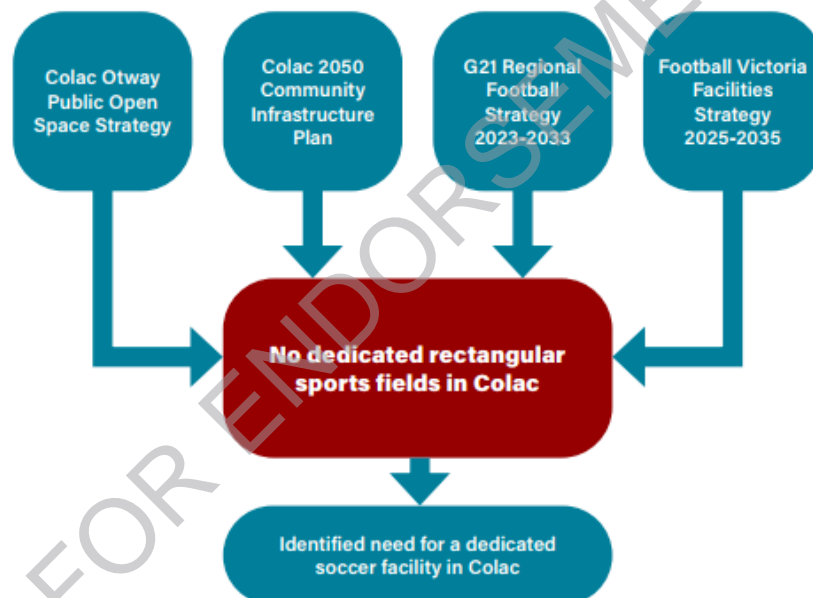 Colac Otway
Public Open
Space Strategy
Colac 2050
Community
Infrastructure
Plan
G21 Regional
Football
Strategy
2023-2033
Football Victoria
Facilities
Strategy
2025-2035
No dedicated rectangular
sports fields in Colac
Identified need for a dedicated
soccer facility in Colac
FOR ENDORSEME